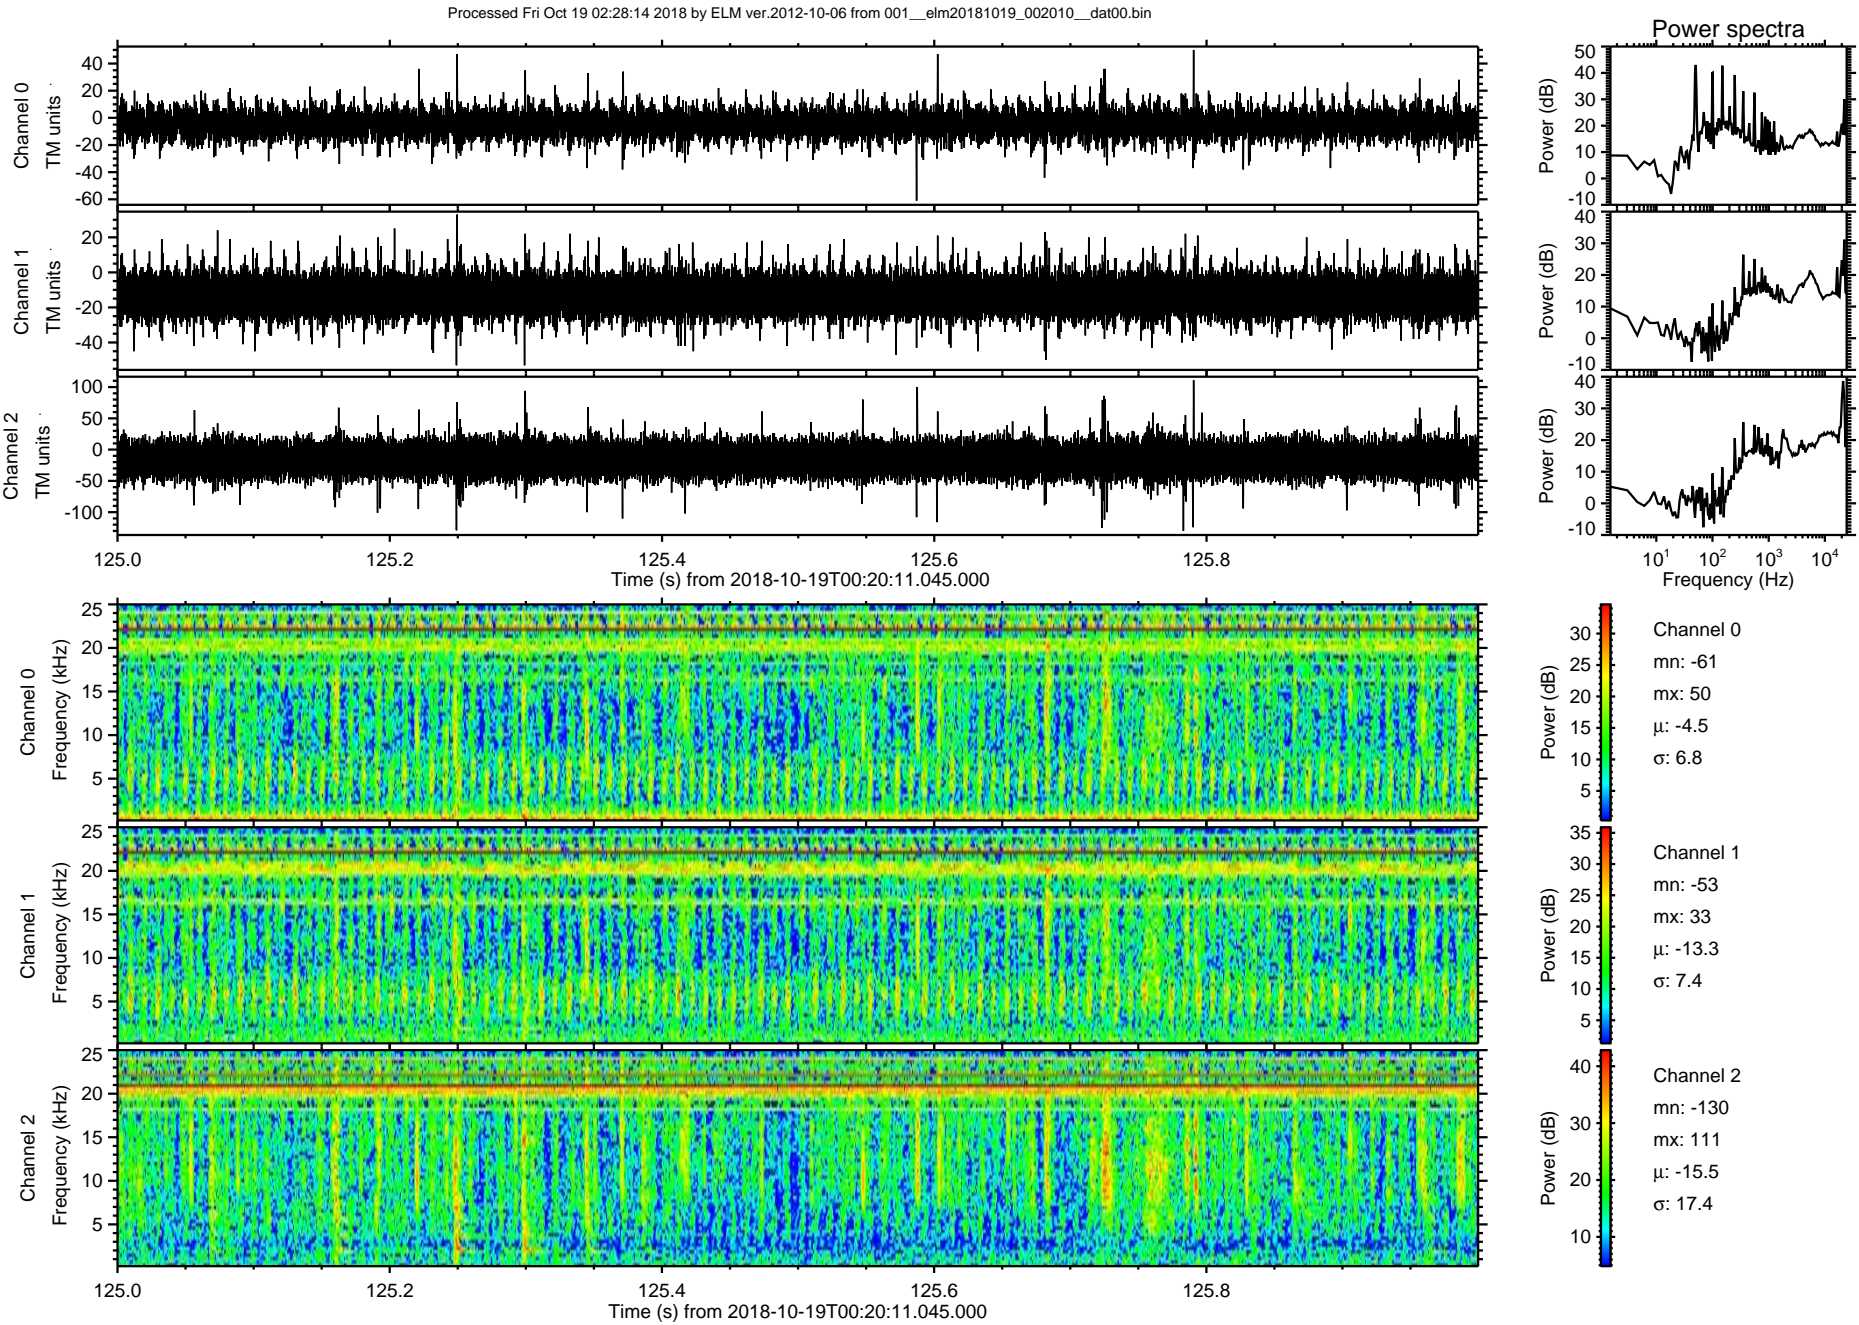 Processed Fri Oct 19 02:28:14 2018 by ELM ver.2012-10-06 from 001__elm20181019_002010__dat00.bin
Power spectra
Channel 0
TM units
40
20
0
-20
-40
-60
Power (dB)
50
40
30
20
10
0
-10
Channel 1
TM units
20
0
-20
-40
Power (dB)
40
30
20
10
0
-10
Channel 2
TM units
100
50
0
-50
-100
Power (dB)
40
30
20
10
0
-10
125.0 125.2 125.4 125.6 125.8
Time (s) from 2018-10-19T00:20:11.045.000
10^1 10^2 10^3 10^4
Frequency (Hz)
Channel 0
Frequency (kHz)
25
20
15
10
5
Power (dB)
30
25
20
15
10
5
Channel 0
mn: -61
mx: 50
μ: -4.5
σ: 6.8
Channel 1
Frequency (kHz)
25
20
15
10
5
Power (dB)
35
30
25
20
15
10
5
Channel 1
mn: -53
mx: 33
μ: -13.3
σ: 7.4
Channel 2
Frequency (kHz)
25
20
15
10
5
Power (dB)
40
30
20
10
Channel 2
mn: -130
mx: 111
μ: -15.5
σ: 17.4
125.0 125.2 125.4 125.6 125.8
Time (s) from 2018-10-19T00:20:11.045.000